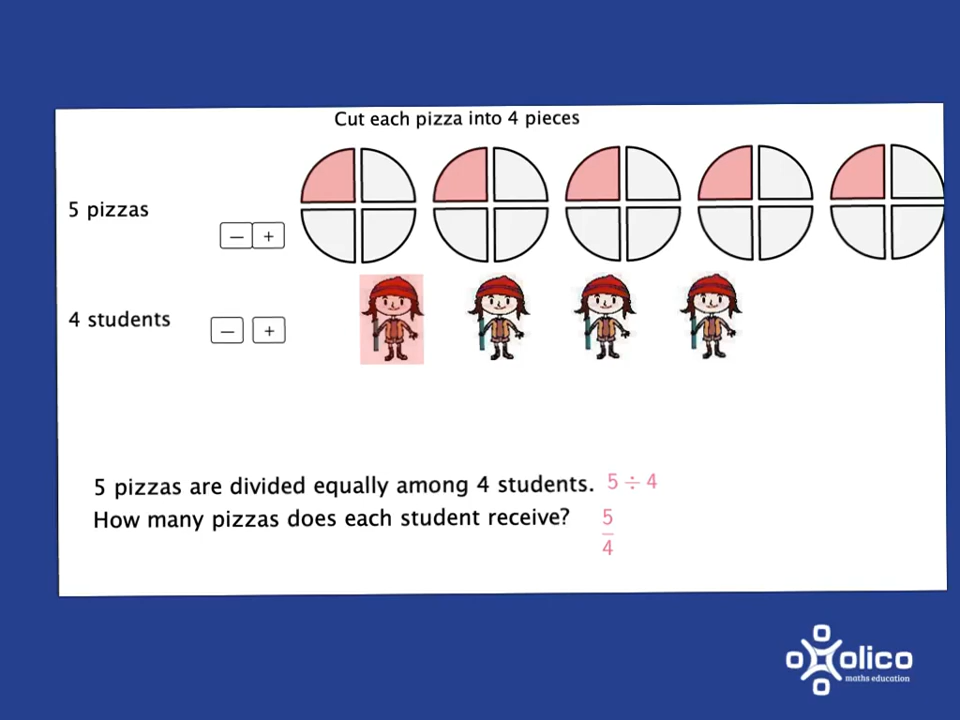 Cut each pizza into 4 pieces
5 pizzas
— +
4 students
— +
5 pizzas are divided equally among 4 students. 5 ÷ 4
How many pizzas does each student receive? 5/4
olico
maths education